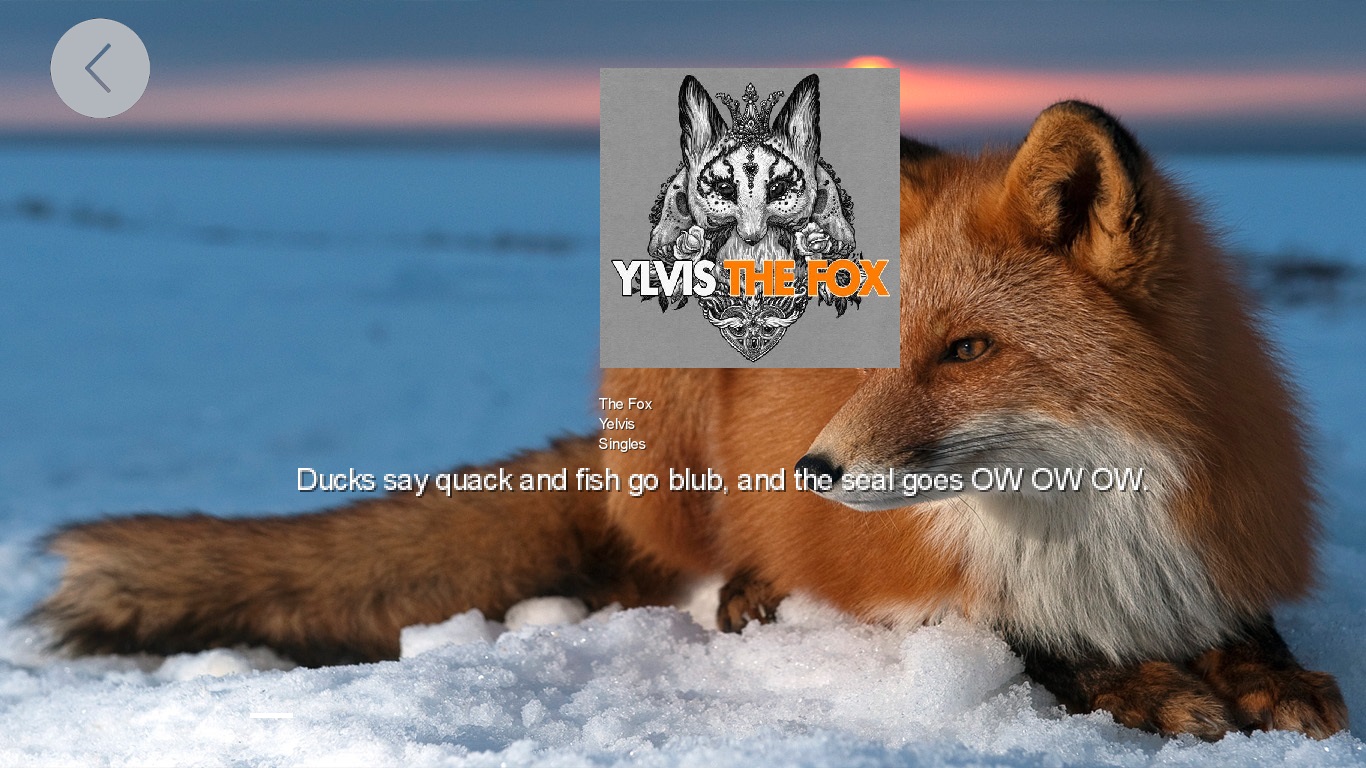 YLVIS THE FOX
The Fox
Yelvis
Singles
Ducks say quack and fish go blub, and the seal goes OW OW OW.